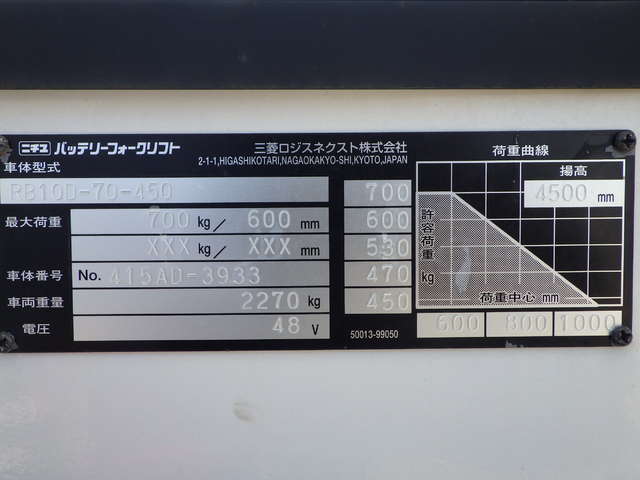 ニチユ バッテリーフォークリフト
三菱ロジスネクスト株式会社
2-1-1,HIGASHIKOTARI,NAGAOKAKYO-SHI,KYOTO,JAPAN
車体型式
RB10D-70-450
最大荷重 700 kg/ 600 mm
XXX kg/ XXX mm
車体番号 No. 415AD-3933
車両重量 2270 kg
電圧 48 V
700
600
530
470
450
50013-99050
荷重曲線
揚高
4500 mm
許容荷重 kg
荷重中心 mm
600 800 1000